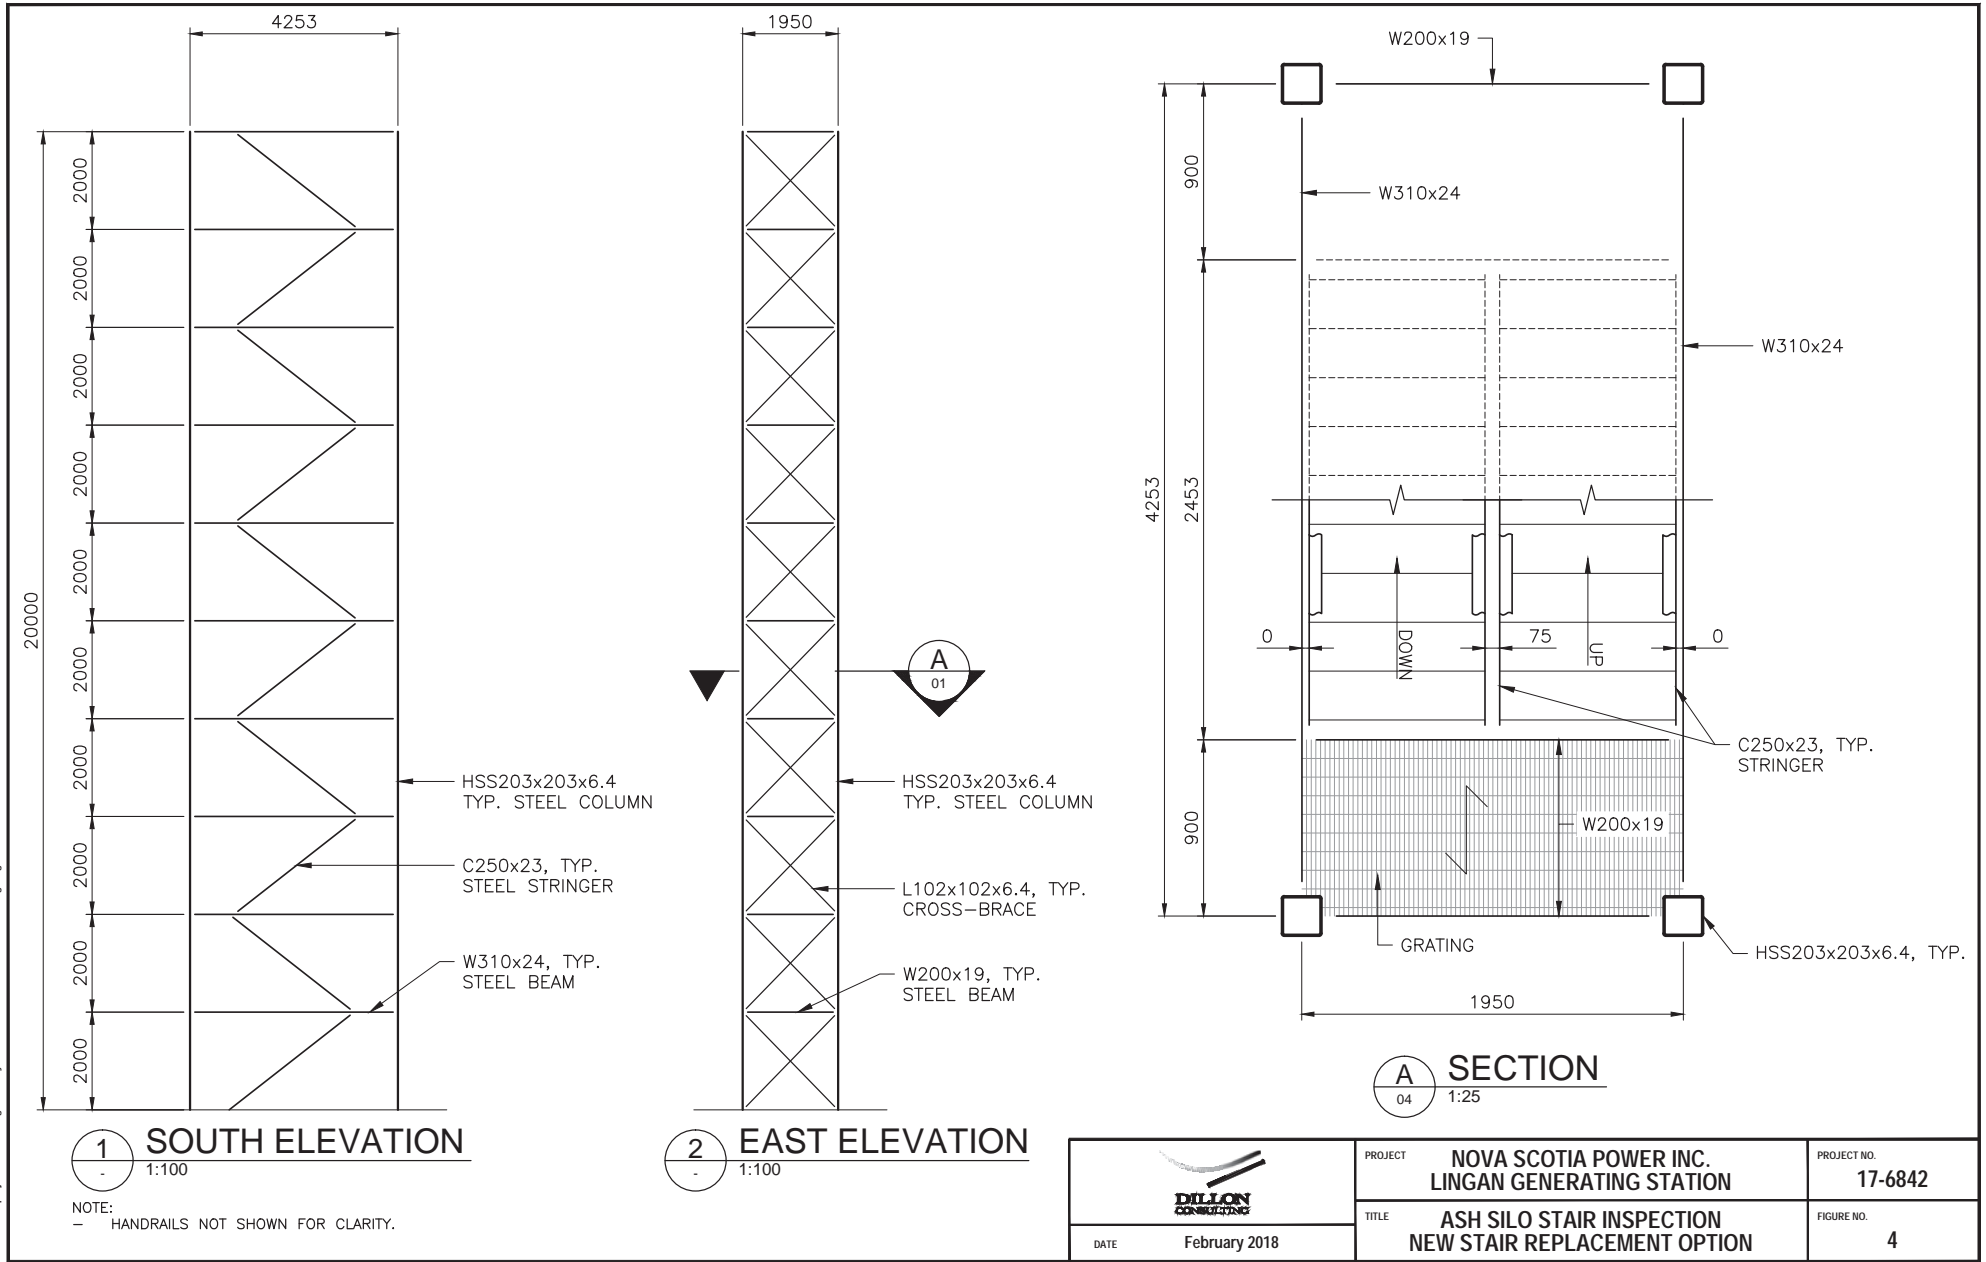 4253
2000
2000
2000
2000
2000
2000
2000
2000
2000
2000
20000
HSS203x203x6.4
TYP. STEEL COLUMN
C250x23, TYP.
STEEL STRINGER
W310x24, TYP.
STEEL BEAM
1
-
SOUTH ELEVATION
1:100
NOTE:
– HANDRAILS NOT SHOWN FOR CLARITY.
1950
A
01
HSS203x203x6.4
TYP. STEEL COLUMN
L102x102x6.4, TYP.
CROSS-BRACE
W200x19, TYP.
STEEL BEAM
2
-
EAST ELEVATION
1:100
W200x19
900
W310x24
W310x24
4253
2453
0
DOWN
75
UP
0
C250x23, TYP.
STRINGER
900
W200x19
GRATING
HSS203x203x6.4, TYP.
1950
A
04
SECTION
1:25
DILLON
CONSULTING
DATE
February 2018
PROJECT
NOVA SCOTIA POWER INC.
LINGAN GENERATING STATION
PROJECT NO.
17-6842
TITLE
ASH SILO STAIR INSPECTION
NEW STAIR REPLACEMENT OPTION
FIGURE NO.
4